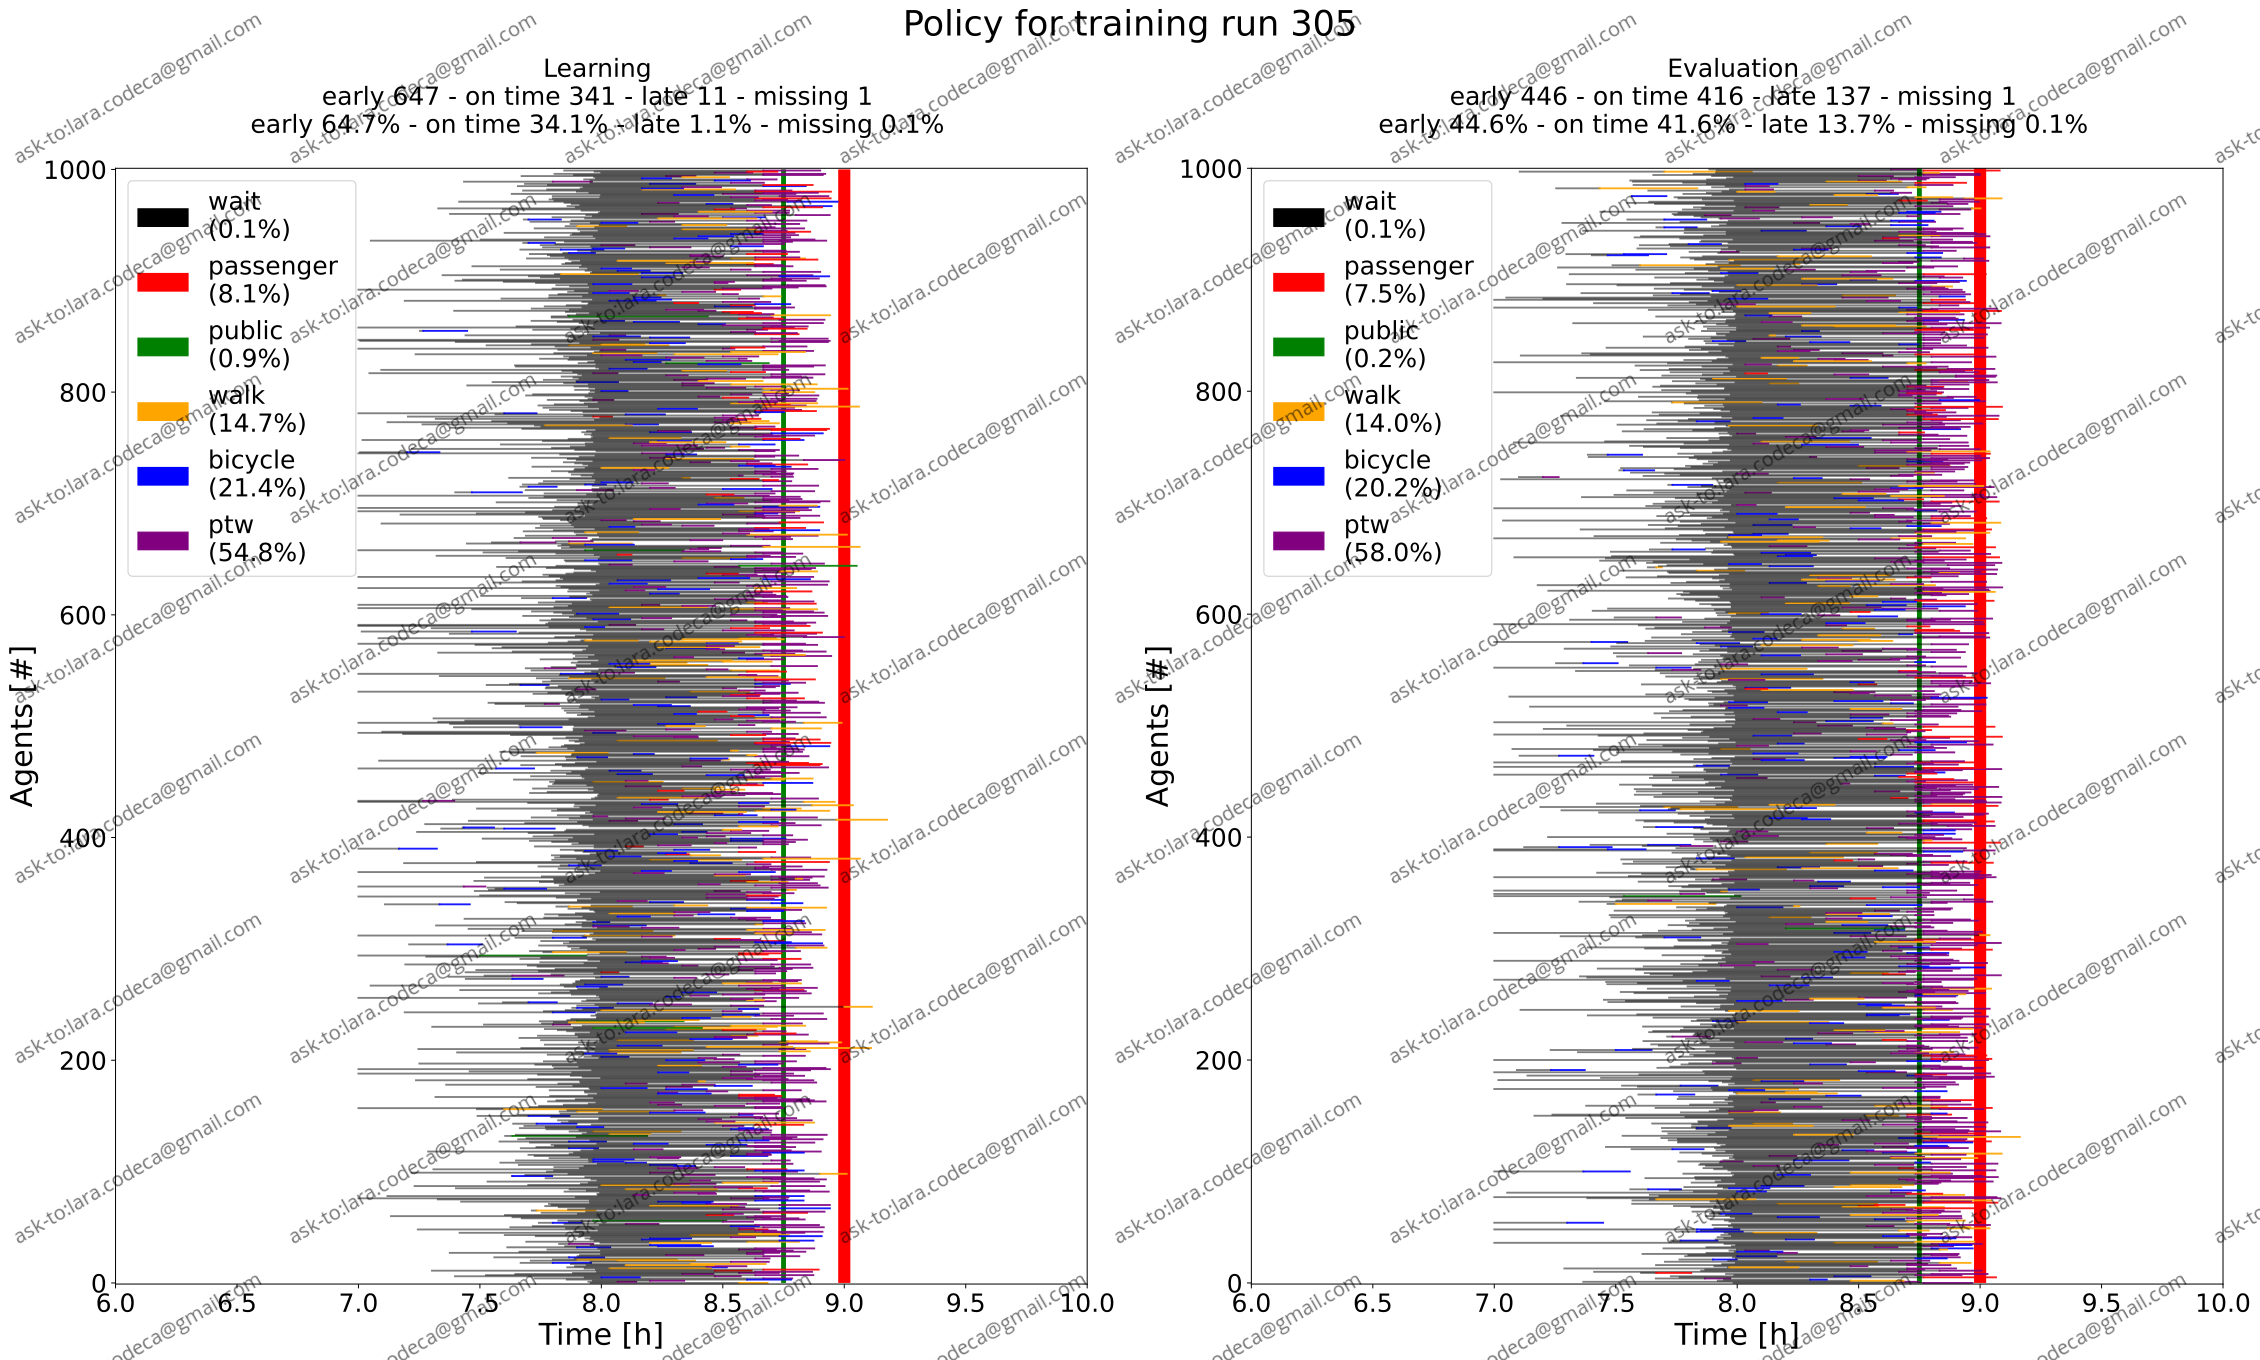 Policy for training run 305
Learning
early 647 - on time 341 - late 11 - missing 1
early 64.7% - on time 34.1% - late 1.1% - missing 0.1%
Evaluation
early 446 - on time 416 - late 137 - missing 1
early 44.6% - on time 41.6% - late 13.7% - missing 0.1%
Agents [#]
1000
800
600
400
200
0
wait
(0.1%)
passenger
(8.1%)
public
(0.9%)
walk
(14.7%)
bicycle
(21.4%)
ptw
(54.8%)
6.0 6.5 7.0 7.5 8.0 8.5 9.0 9.5 10.0
Time [h]
Agents [#]
1000
800
600
400
200
0
wait
(0.1%)
passenger
(7.5%)
public
(0.2%)
walk
(14.0%)
bicycle
(20.2%)
ptw
(58.0%)
6.0 6.5 7.0 7.5 8.0 8.5 9.0 9.5 10.0
Time [h]
ask-to:lara.codeca@gmail.com